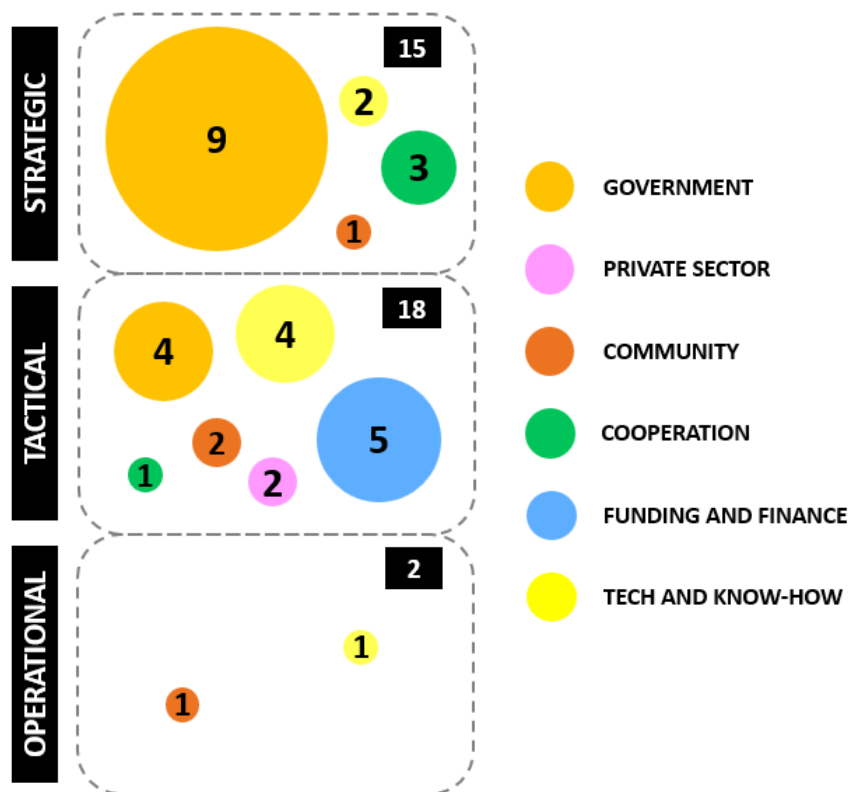 STRATEGIC
15
9
2
3
1
TACTICAL
18
4
4
5
2
1
2
OPERATIONAL
2
1
1
GOVERNMENT
PRIVATE SECTOR
COMMUNITY
COOPERATION
FUNDING AND FINANCE
TECH AND KNOW-HOW